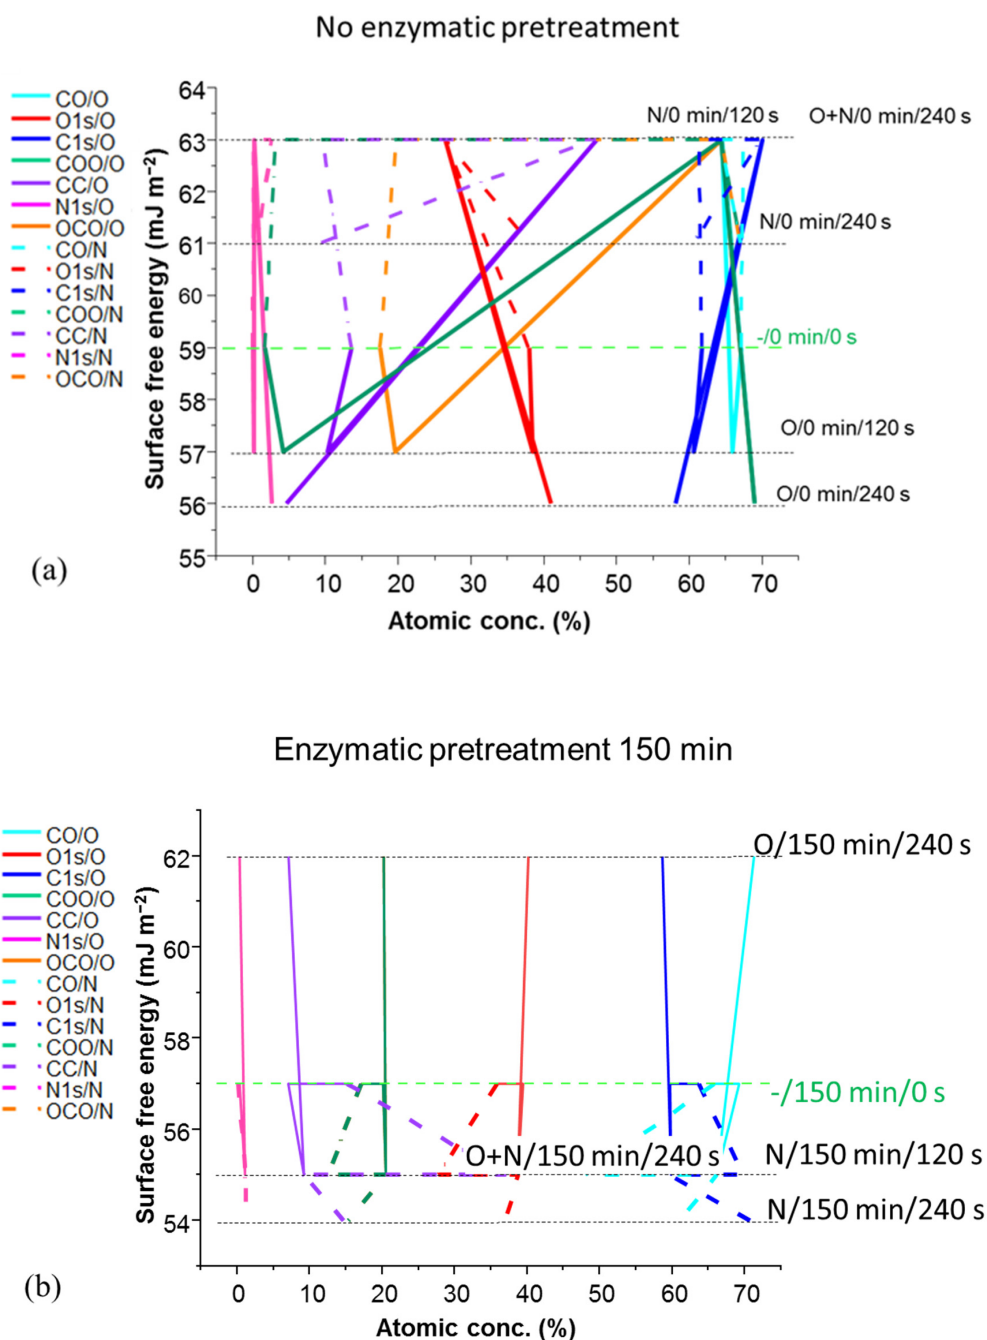 No enzymatic pretreatment
CO/O
O1s/O
C1s/O
COO/O
CC/O
N1s/O
OCO/O
CO/N
O1s/N
C1s/N
COO/N
CC/N
N1s/N
OCO/N
Surface free energy (mJ m−2)
64
63
62
61
60
59
58
57
56
55
N/0 min/120 s
O+N/0 min/240 s
N/0 min/240 s
-/0 min/0 s
O/0 min/120 s
O/0 min/240 s
0 10 20 30 40 50 60 70
Atomic conc. (%)
(a)
Enzymatic pretreatment 150 min
CO/O
O1s/O
C1s/O
COO/O
CC/O
N1s/O
OCO/O
CO/N
O1s/N
C1s/N
COO/N
CC/N
N1s/N
OCO/N
Surface free energy (mJ m−2)
62
60
58
56
54
O/150 min/240 s
-/150 min/0 s
O+N/150 min/240 s
N/150 min/120 s
N/150 min/240 s
0 10 20 30 40 50 60 70
Atomic conc. (%)
(b)